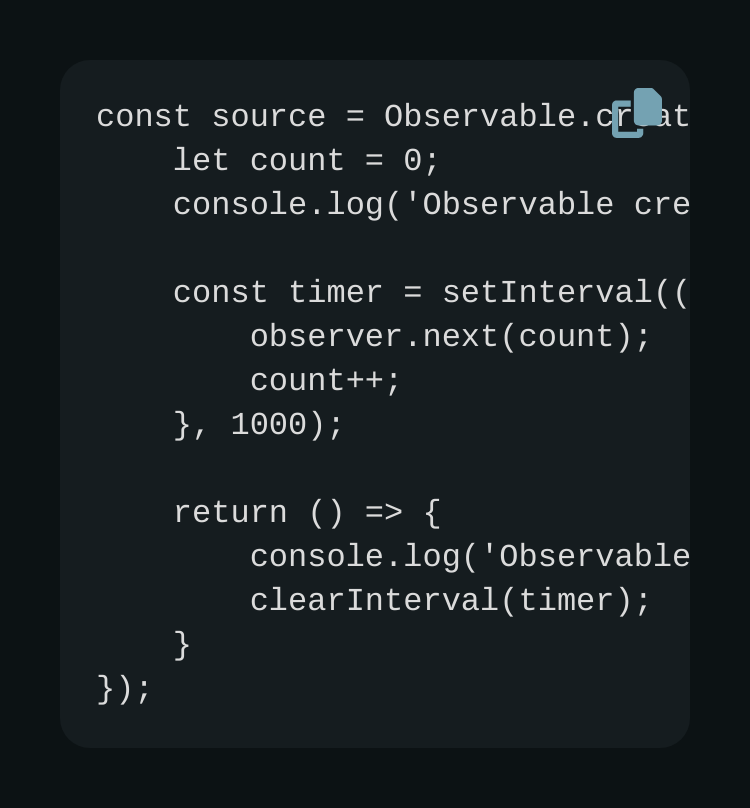 const source = Observable.creat
    let count = 0;
    console.log('Observable cre

    const timer = setInterval((
        observer.next(count);
        count++;
    }, 1000);

    return () => {
        console.log('Observable
        clearInterval(timer);
    }
});